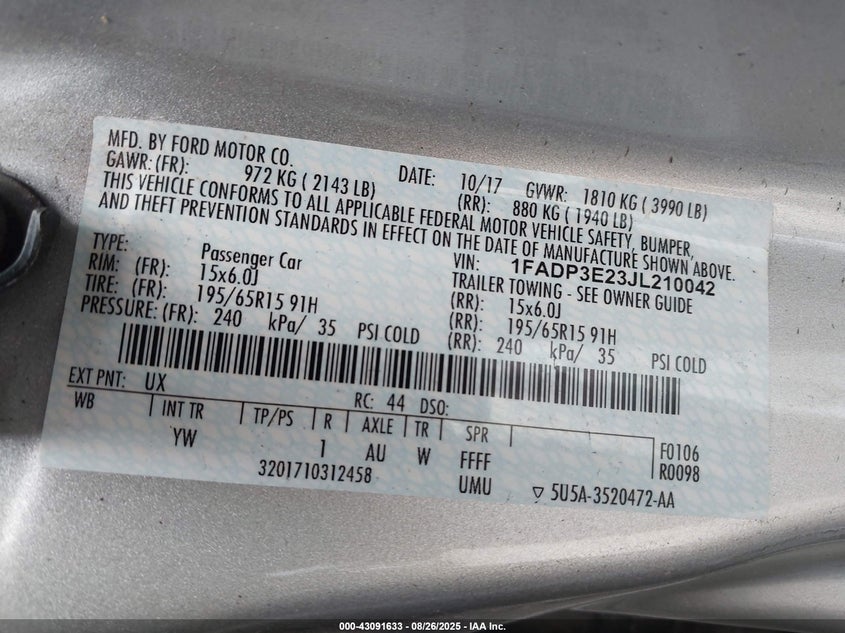 MFD. BY FORD MOTOR CO. DATE: 10/17 GVWR: 1810 KG ( 3990 LB)
GAWR: (FR): 972 KG ( 2143 LB) (RR): 880 KG ( 1940 LB)
THIS VEHICLE CONFORMS TO ALL APPLICABLE FEDERAL MOTOR VEHICLE SAFETY, BUMPER,
AND THEFT PREVENTION STANDARDS IN EFFECT ON THE DATE OF MANUFACTURE SHOWN ABOVE.
VIN: 1FADP3E23JL210042
TYPE: Passenger Car TRAILER TOWING - SEE OWNER GUIDE
RIM: (FR): 15x6.0J (RR): 15x6.0J
TIRE: (FR): 195/65R15 91H (RR): 195/65R15 91H
PRESSURE: (FR): 240 kPa/ 35 PSI COLD (RR): 240 kPa/ 35 PSI COLD
EXT PNT: UX RC: 44 DSO:
WB INT TR TP/PS R AXLE TR SPR
YW 1 AU W FFFF F0106
UMU R0098
3201710312458 5U5A-3520472-AA
000-43091633 - 08/26/2025 - IAA Inc.